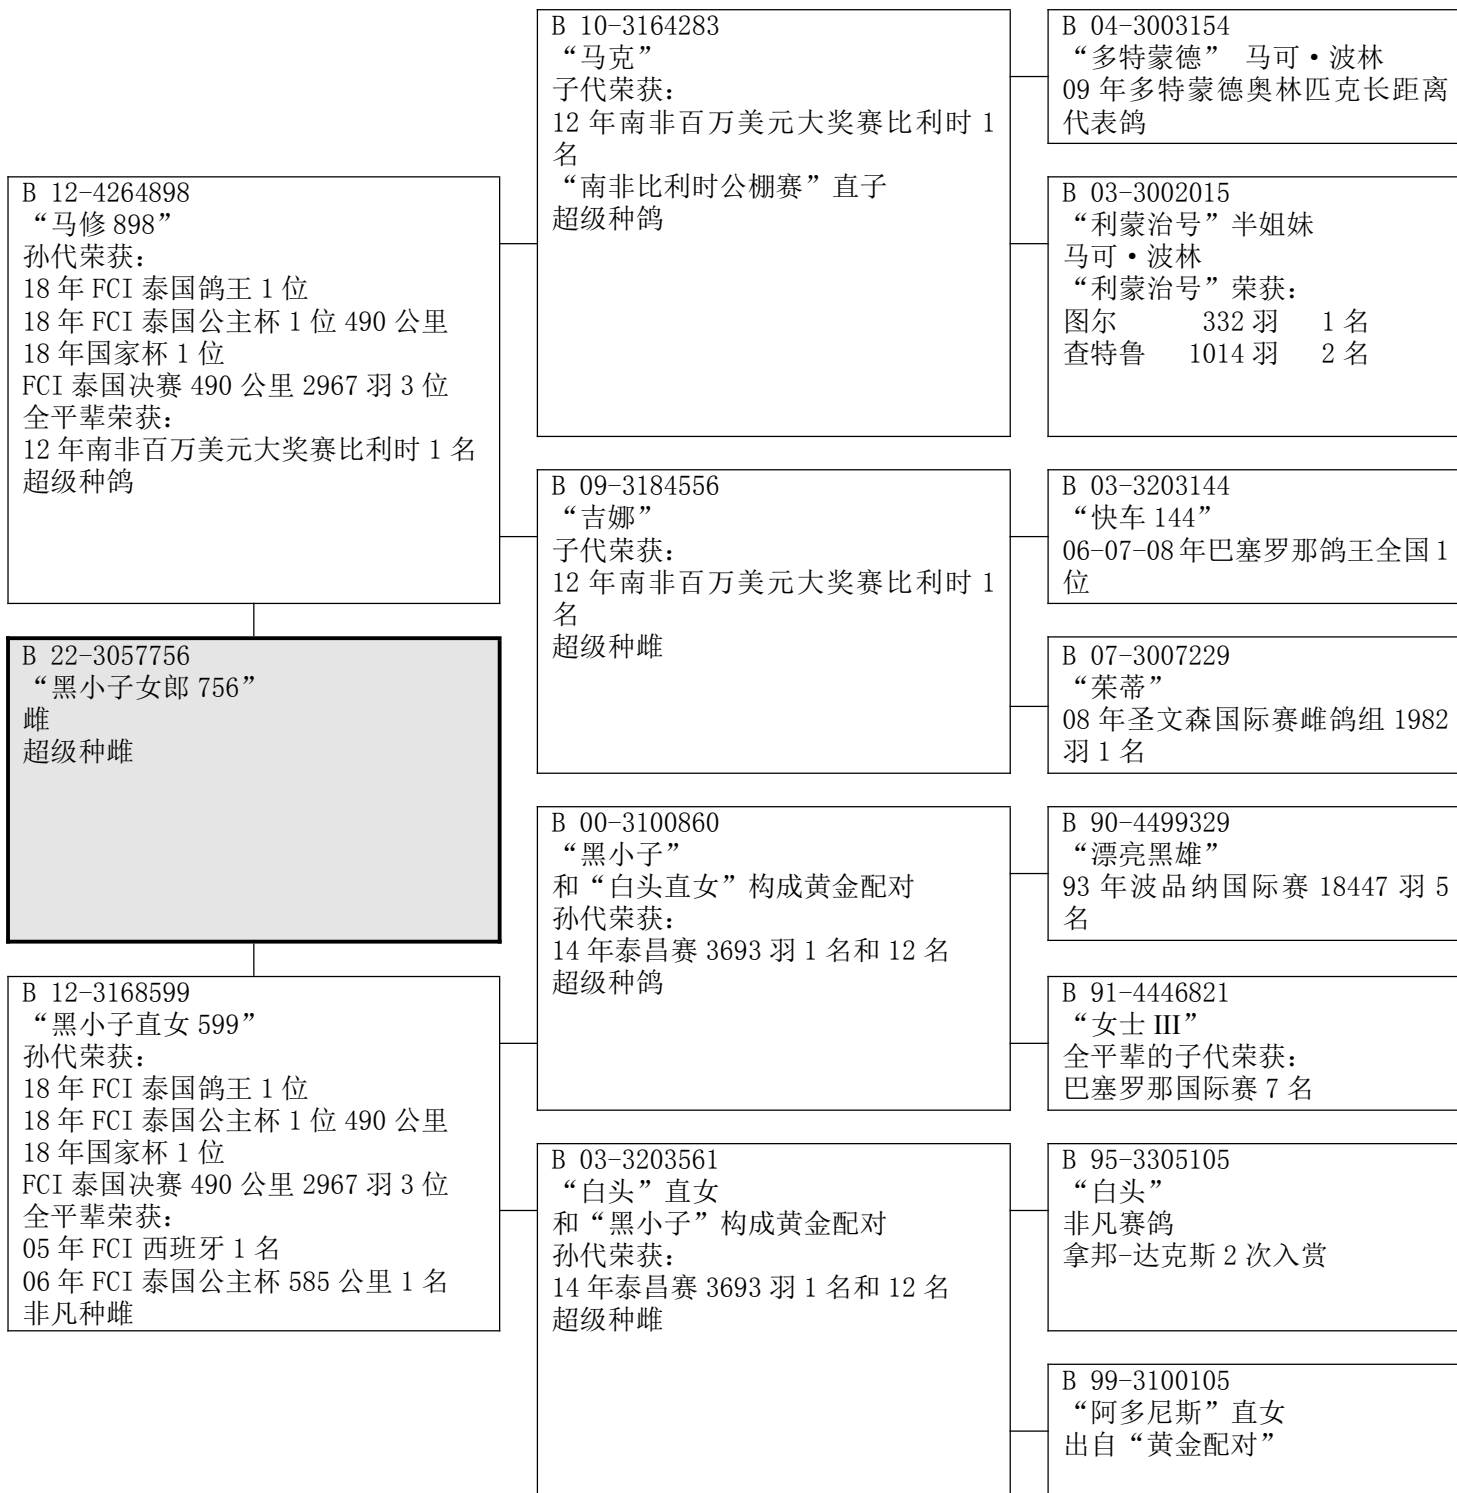 B 12-4264898
“马修 898”
孙代荣获：
18 年 FCI 泰国鸽王 1 位
18 年 FCI 泰国公主杯 1 位 490 公里
18 年国家杯 1 位
FCI 泰国决赛 490 公里 2967 羽 3 位
全平辈荣获：
12 年南非百万美元大奖赛比利时 1 名
超级种鸽
B 22-3057756
“黑小子女郎 756”
雌
超级种雌
B 12-3168599
“黑小子直女 599”
孙代荣获：
18 年 FCI 泰国鸽王 1 位
18 年 FCI 泰国公主杯 1 位 490 公里
18 年国家杯 1 位
FCI 泰国决赛 490 公里 2967 羽 3 位
全平辈荣获：
05 年 FCI 西班牙 1 名
06 年 FCI 泰国公主杯 585 公里 1 名
非凡种雌
B 10-3164283
“马克”
子代荣获：
12 年南非百万美元大奖赛比利时 1
名
“南非比利时公棚赛”直子
超级种鸽
B 09-3184556
“吉娜”
子代荣获：
12 年南非百万美元大奖赛比利时 1
名
超级种雌
B 00-3100860
“黑小子”
和“白头直女”构成黄金配对
孙代荣获：
14 年泰昌赛 3693 羽 1 名和 12 名
超级种鸽
B 03-3203561
“白头”直女
和“黑小子”构成黄金配对
孙代荣获：
14 年泰昌赛 3693 羽 1 名和 12 名
超级种雌
B 04-3003154
“多特蒙德” 马可·波林
09 年多特蒙德奥林匹克长距离
代表鸽
B 03-3002015
“利蒙治号”半姐妹
马可·波林
“利蒙治号”荣获：
图尔 332 羽 1 名
查特鲁 1014 羽 2 名
B 03-3203144
“快车 144”
06-07-08 年巴塞罗那鸽王全国 1
位
B 07-3007229
“茱蒂”
08 年圣文森国际赛雌鸽组 1982
羽 1 名
B 90-4499329
“漂亮黑雄”
93 年波品纳国际赛 18447 羽 5
名
B 91-4446821
“女士 III”
全平辈的子代荣获：
巴塞罗那国际赛 7 名
B 95-3305105
“白头”
非凡赛鸽
拿邦-达克斯 2 次入赏
B 99-3100105
“阿多尼斯”直女
出自“黄金配对”